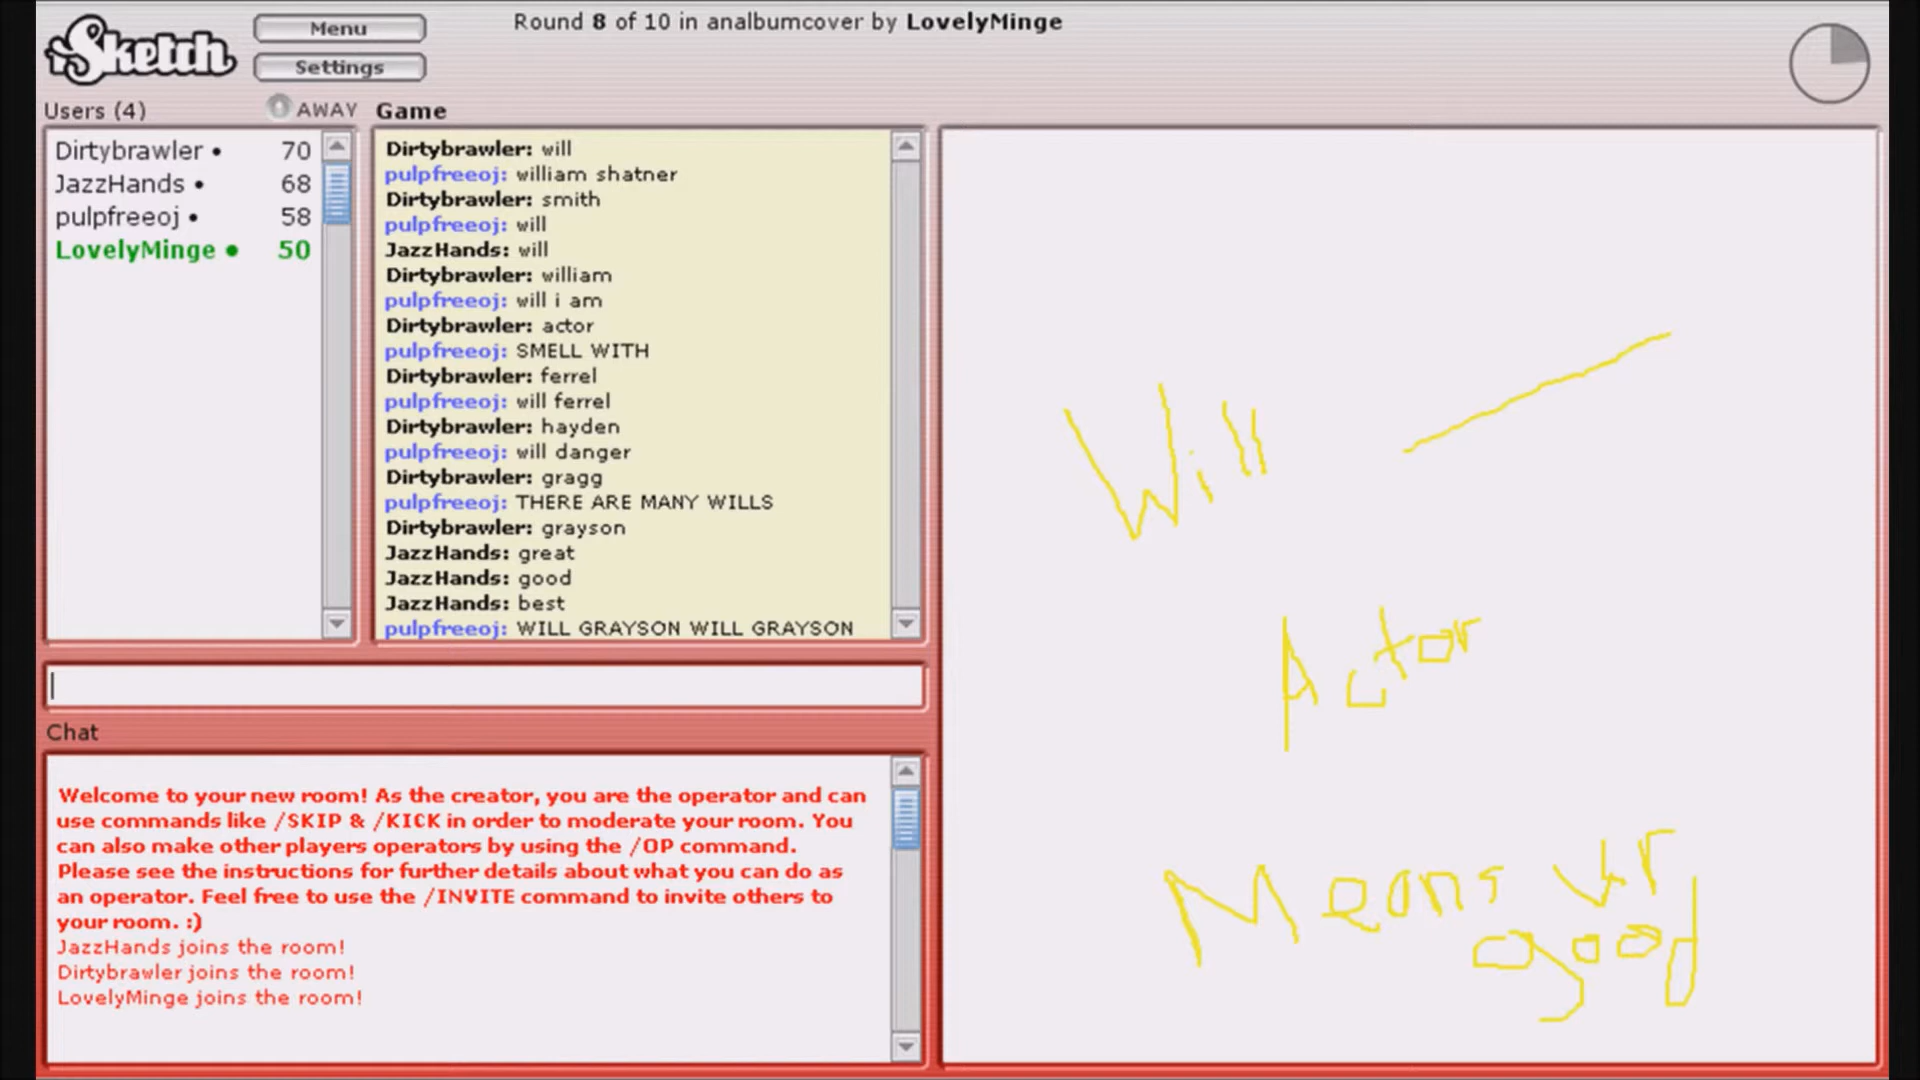 iSketch
Menu
Settings
Round 8 of 10 in analbumcover by LovelyMinge
Users (4)
AWAY
Dirtybrawler • 70
JazzHands • 68
pulpfreeoj • 58
LovelyMinge • 50
Game
Dirtybrawler: will
pulpfreeoj: william shatner
Dirtybrawler: smith
pulpfreeoj: will
JazzHands: will
Dirtybrawler: william
pulpfreeoj: will i am
Dirtybrawler: actor
pulpfreeoj: SMELL WITH
Dirtybrawler: ferrel
pulpfreeoj: will ferrel
Dirtybrawler: hayden
pulpfreeoj: will danger
Dirtybrawler: gragg
pulpfreeoj: THERE ARE MANY WILLS
Dirtybrawler: grayson
JazzHands: great
JazzHands: good
JazzHands: best
pulpfreeoj: WILL GRAYSON WILL GRAYSON
Chat
Welcome to your new room! As the creator, you are the operator and can
use commands like /SKIP & /KICK in order to moderate your room. You
can also make other players operators by using the /OP command.
Please see the instructions for further details about what you can do as
an operator. Feel free to use the /INVITE command to invite others to
your room. :)
JazzHands joins the room!
Dirtybrawler joins the room!
LovelyMinge joins the room!
Will
Actor
Means vr
good